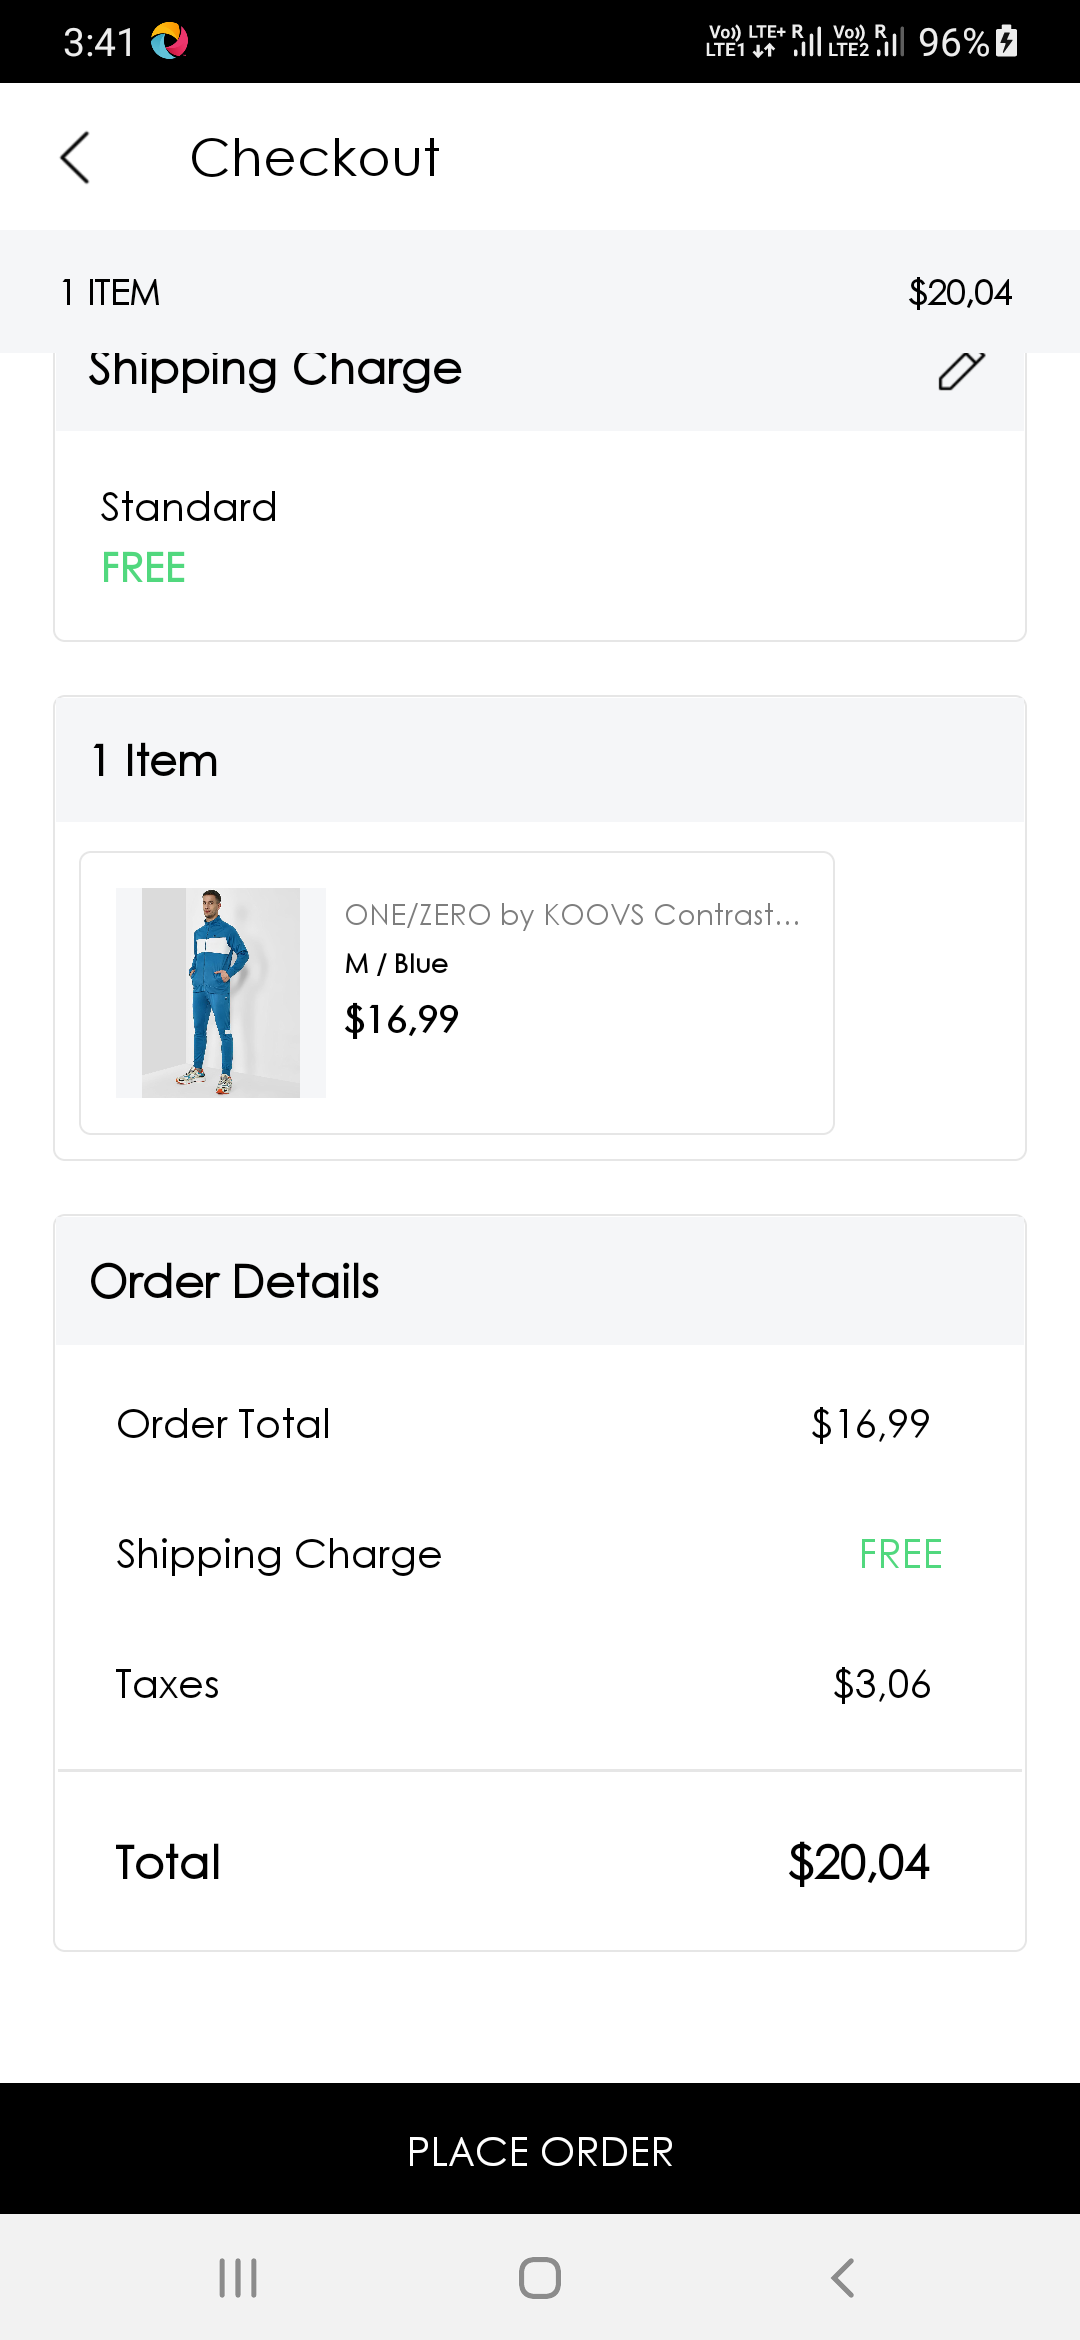 3:41
Vo)) LTE+ R Vo)) R 96%
LTE1 LTE2
Checkout
1 ITEM $20,04
Shipping Charge
Standard
FREE
1 Item
ONE/ZERO by KOOVS Contrast...
M / Blue
$16,99
Order Details
Order Total $16,99
Shipping Charge FREE
Taxes $3,06
Total $20,04
PLACE ORDER